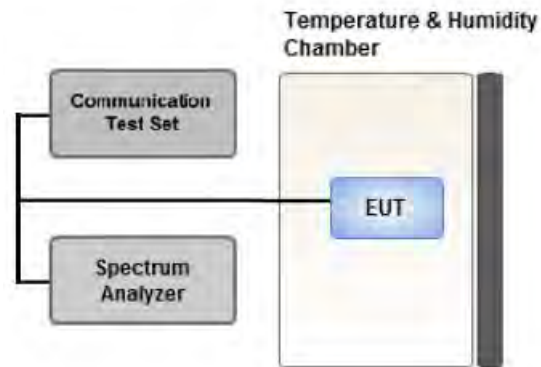 Temperature & Humidity
Chamber
Communication
Test Set
EUT
Spectrum
Analyzer